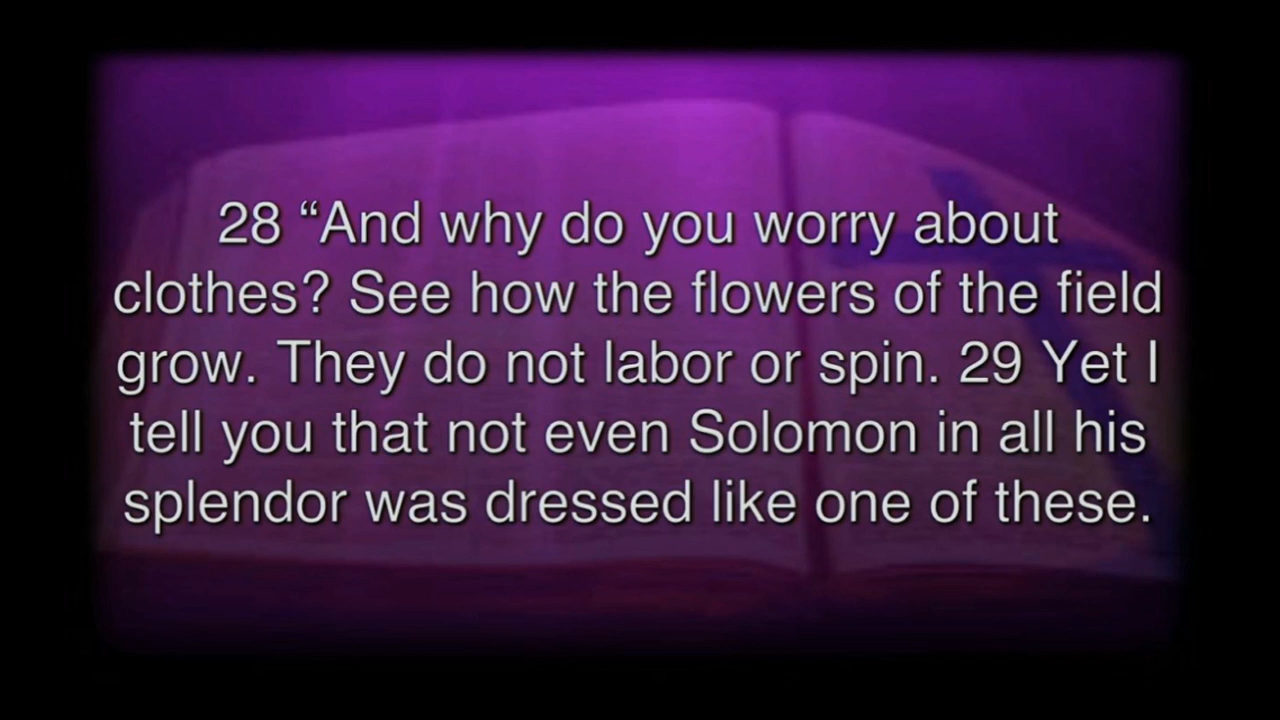 28 “And why do you worry about
clothes? See how the flowers of the field
grow. They do not labor or spin. 29 Yet I
tell you that not even Solomon in all his
splendor was dressed like one of these.